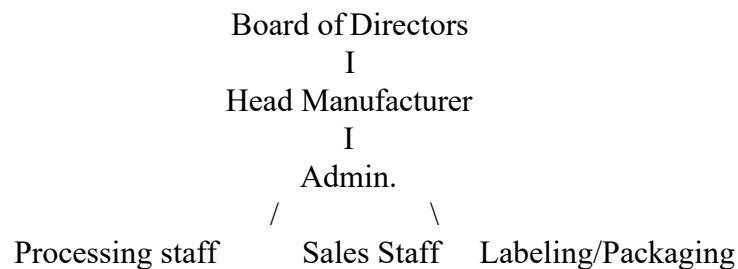 Board of Directors
I
Head Manufacturer
I
Admin.
/ \
Processing staff Sales Staff Labeling/Packaging